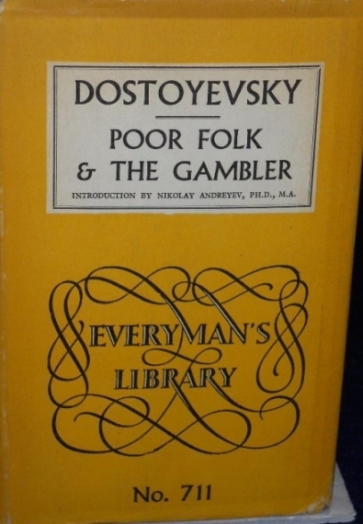 DOSTOYEVSKY
POOR FOLK
& THE GAMBLER
INTRODUCTION BY NIKOLAY ANDREYEV, PH.D., M.A.
EVERYMAN'S
LIBRARY
No. 711